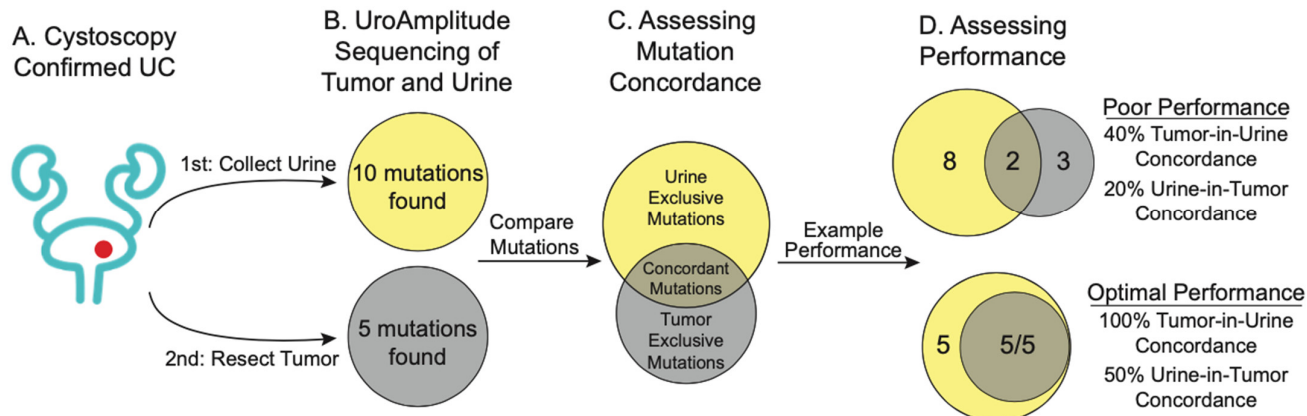 A. Cystoscopy
Confirmed UC
1st: Collect Urine
2nd: Resect Tumor
B. UroAmplitude
Sequencing of
Tumor and Urine
10 mutations
found
5 mutations
found
Compare
Mutations
C. Assessing
Mutation
Concordance
Urine
Exclusive
Mutations
Concordant
Mutations
Tumor
Exclusive
Mutations
Example
Performance
D. Assessing
Performance
8
2
3
Poor Performance
40% Tumor-in-Urine
Concordance
20% Urine-in-Tumor
Concordance
5
5/5
Optimal Performance
100% Tumor-in-Urine
Concordance
50% Urine-in-Tumor
Concordance